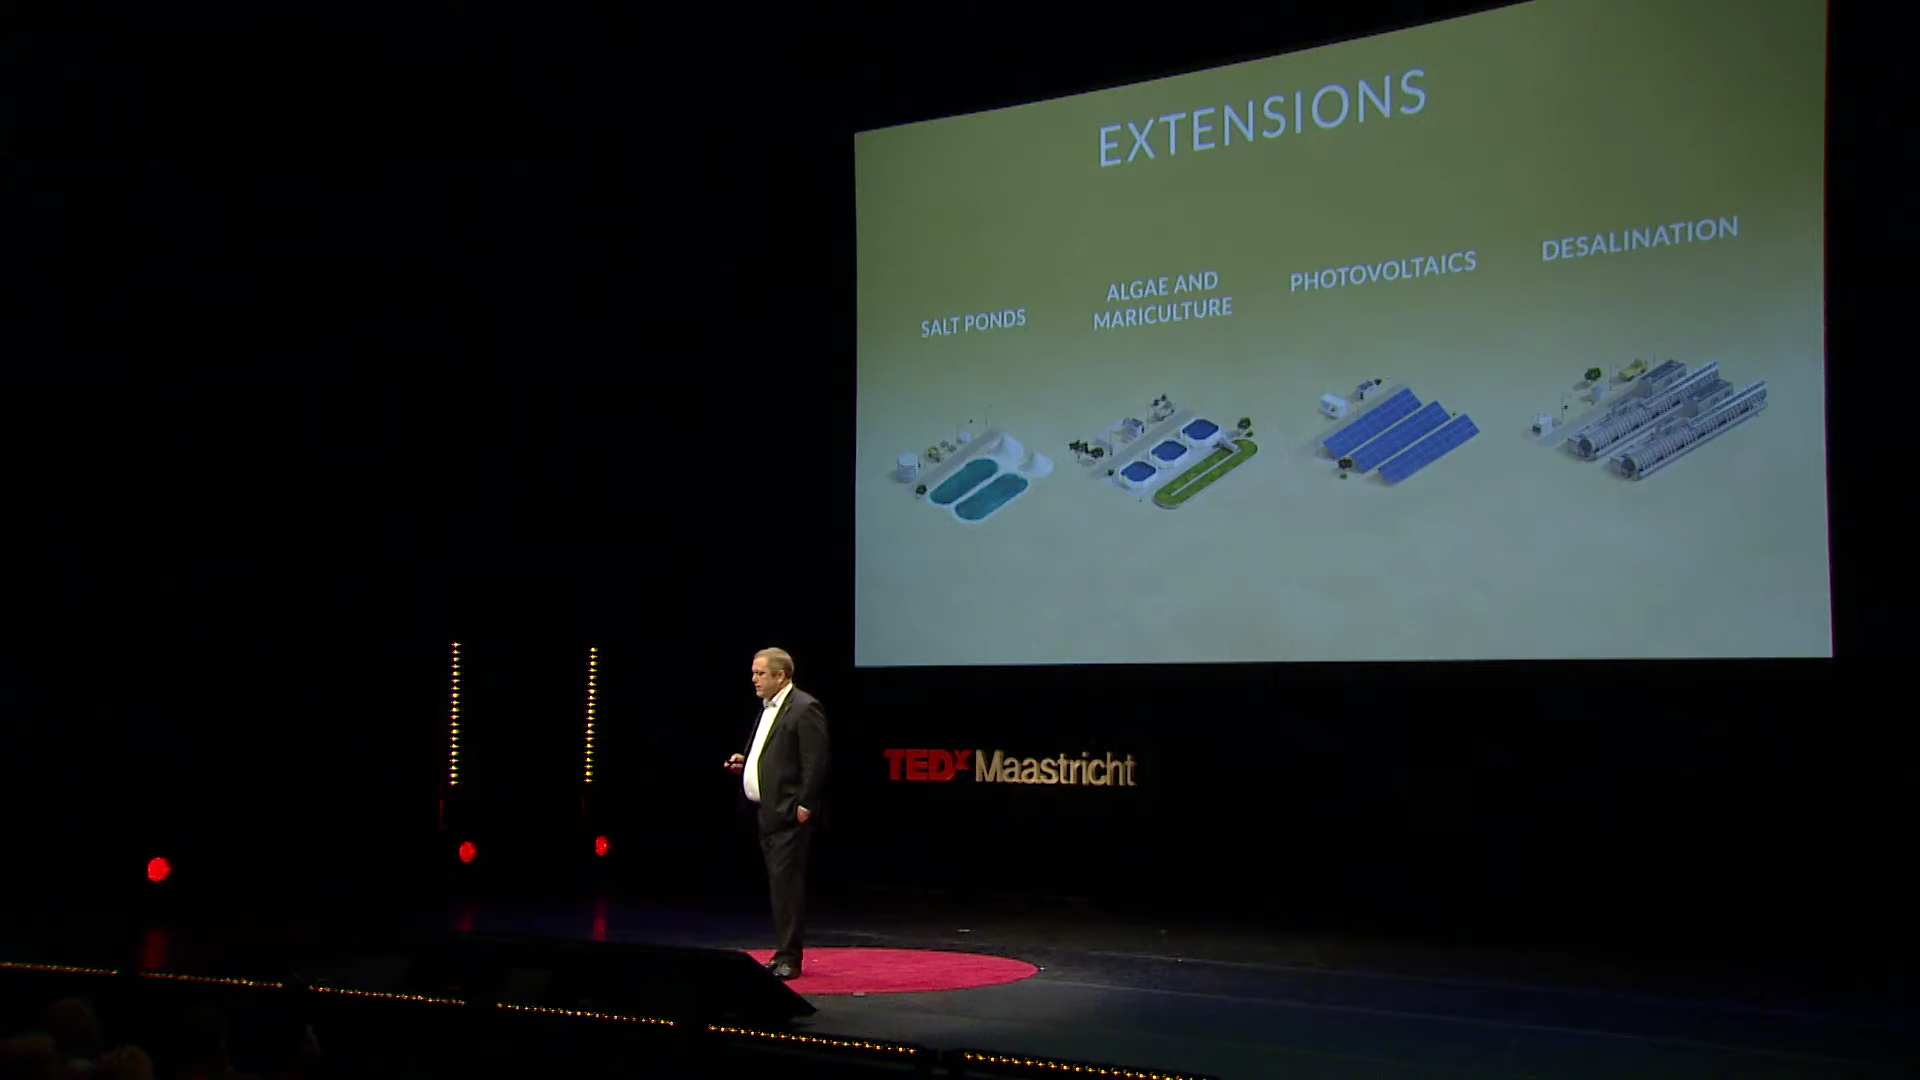 EXTENSIONS
SALT PONDS
ALGAE AND
MARICULTURE
PHOTOVOLTAICS
DESALINATION
TEDx Maastricht